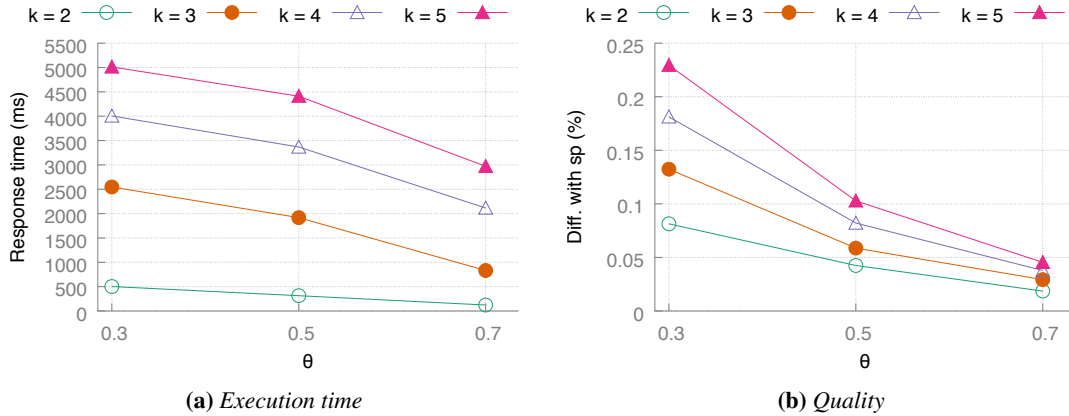 k = 2 k = 3 k = 4 k = 5
5500
5000
4500
4000
3500
3000
2500
2000
1500
1000
500
0
Response time (ms)
0.3 0.5 0.7
θ
(a) Execution time
k = 2 k = 3 k = 4 k = 5
0.25
0.2
0.15
0.1
0.05
0
Diff. with sp (%)
0.3 0.5 0.7
θ
(b) Quality